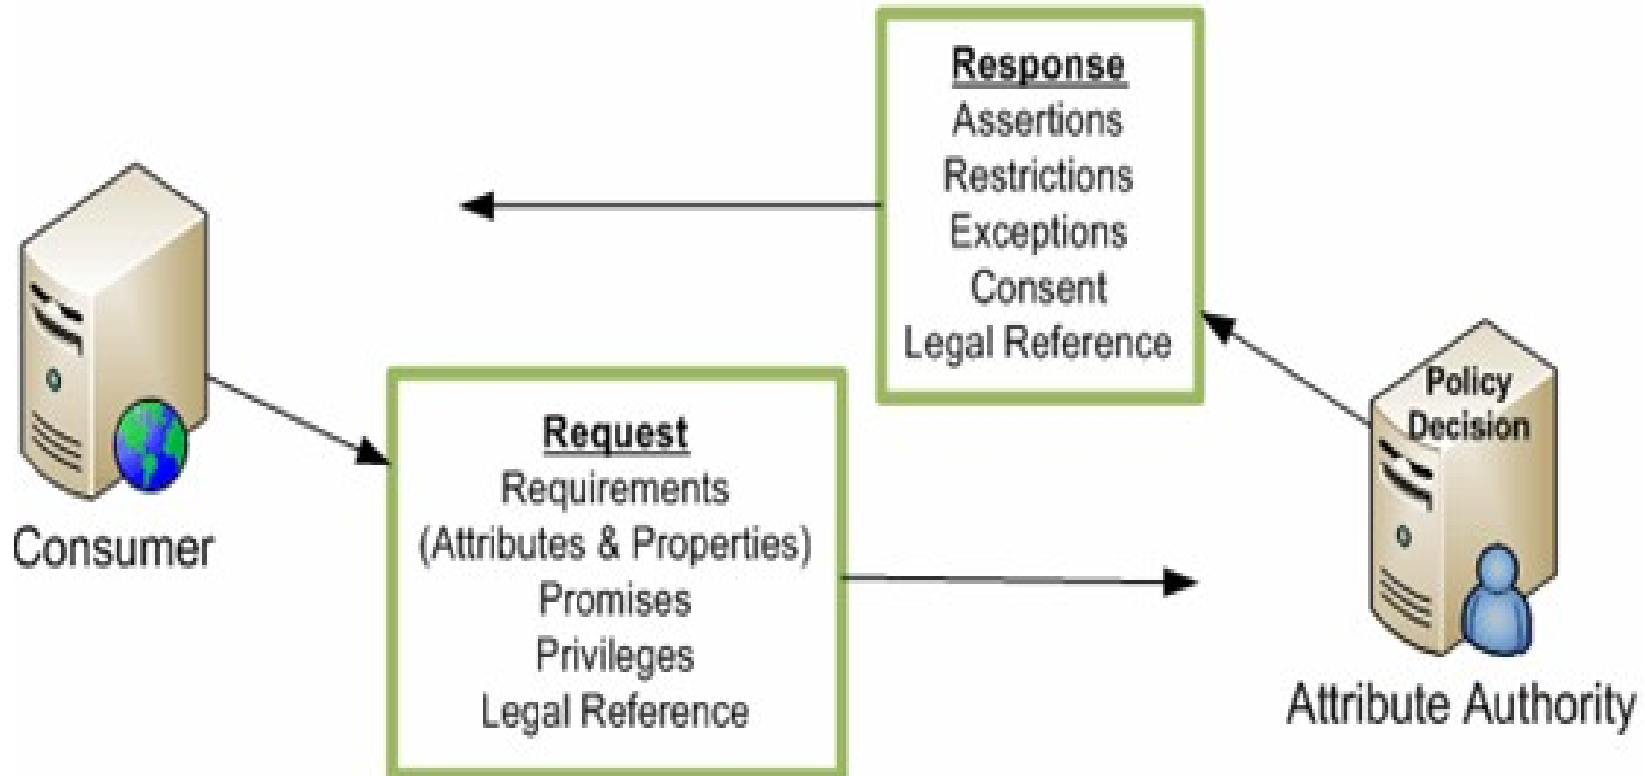 Response
Assertions
Restrictions
Exceptions
Consent
Legal Reference
Request
Requirements
(Attributes & Properties)
Promises
Privileges
Legal Reference
Consumer
Policy
Decision
Attribute Authority